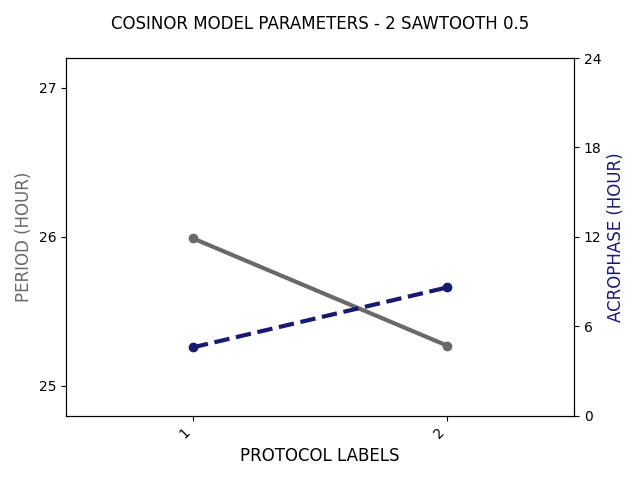 COSINOR MODEL PARAMETERS - 2 SAWTOOTH 0.5
27
26
25
PERIOD (HOUR)
24
18
12
6
0
ACROPHASE (HOUR)
1
2
PROTOCOL LABELS